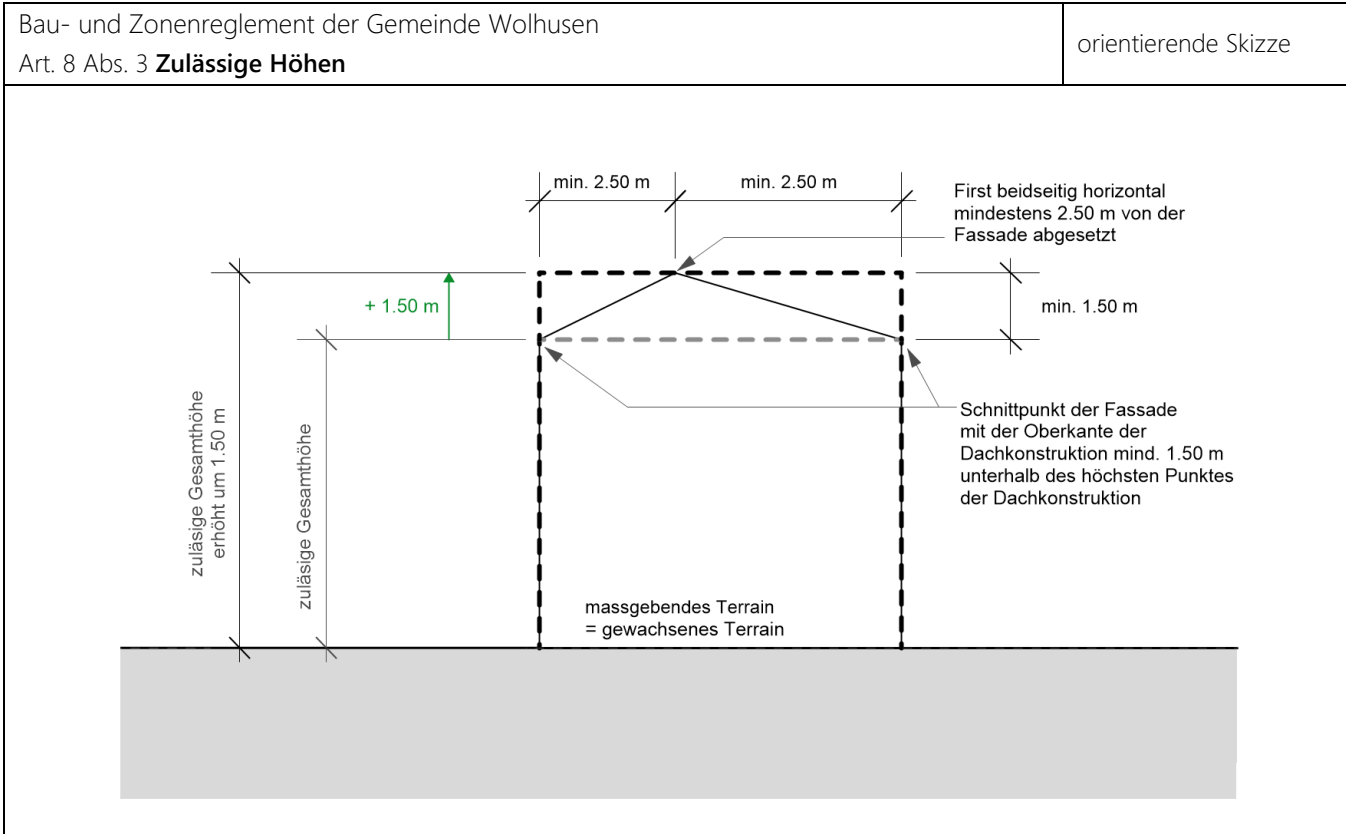 Bau- und Zonenreglement der Gemeinde Wolhusen
Art. 8 Abs. 3 Zulässige Höhen
orientierende Skizze
min. 2.50 m
min. 2.50 m
First beidseitig horizontal
mindestens 2.50 m von der
Fassade abgesetzt
+ 1.50 m
min. 1.50 m
zuläsige Gesamthöhe
erhöht um 1.50 m
zuläsige Gesamthöhe
Schnittpunkt der Fassade
mit der Oberkante der
Dachkonstruktion mind. 1.50 m
unterhalb des höchsten Punktes
der Dachkonstruktion
massgebendes Terrain
= gewachsenes Terrain